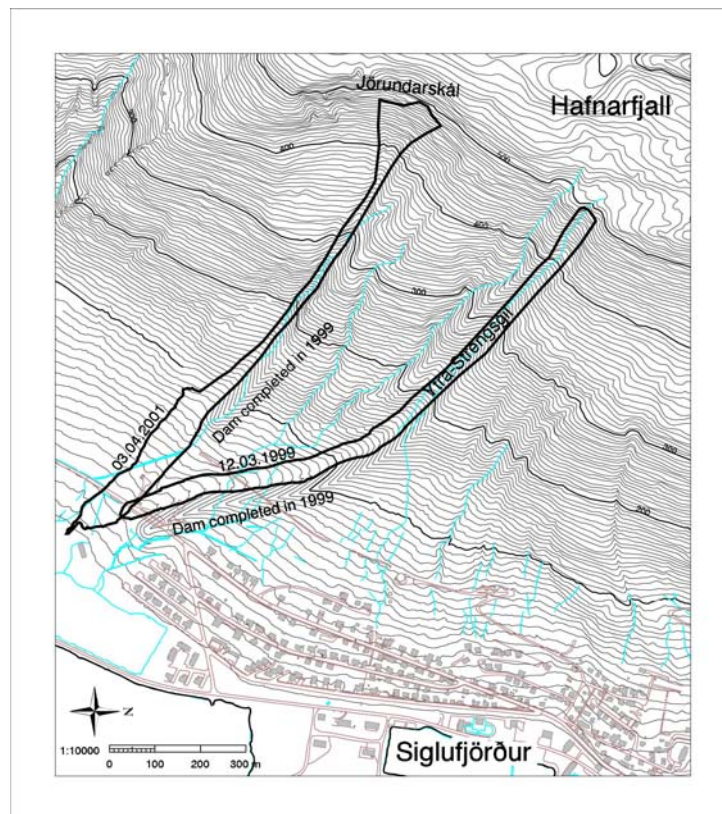 Jörundarskál
Hafnarfjall
500
400
400
300
300
200
Ytra-Strengsgil
Dam completed in 1999
03.04.2001
12.03.1999
Dam completed in 1999
N
1:10000
0 100 200 300 m
Siglufjörður